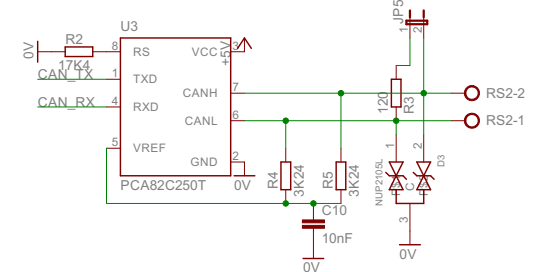 JP5
1
2
U3
R2
0V
17K4
8
RS
VCC
3
+5V
CAN_TX
1
TXD
CANH
7
RS2-2
CAN_RX
4
RXD
120
R3
CANL
6
RS2-1
5
VREF
1
2
D3
GND
2
R4
3K24
R5
3K24
NUP2105L
PCA82C250T
0V
C10
3
10nF
0V
0V